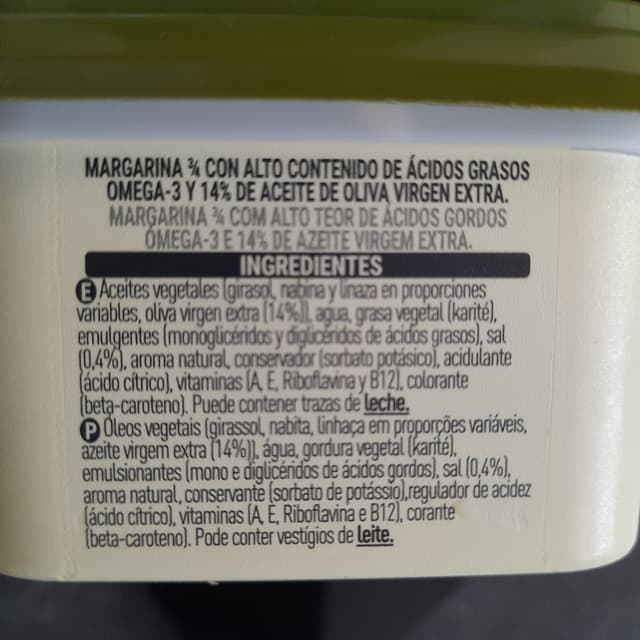 MARGARINA ¾ CON ALTO CONTENIDO DE ÁCIDOS GRASOS
OMEGA-3 Y 14% DE ACEITE DE OLIVA VIRGEN EXTRA.
MARGARINA ¾ COM ALTO TEOR DE ÁCIDOS GORDOS
ÓMEGA-3 E 14% DE AZEITE VIRGEM EXTRA.
INGREDIENTES
E Aceites vegetales (girasol, nabina y linaza en proporciones
variables, oliva virgen extra (14%)), agua, grasa vegetal (karité),
emulgentes (monoglicéridos y diglicéridos de ácidos grasos), sal
(0,4%), aroma natural, conservador (sorbato potásico), acidulante
(ácido cítrico), vitaminas (A, E, Riboflavina y B12), colorante
(beta-caroteno). Puede contener trazas de leche.
P Óleos vegetais (girassol, nabita, linhaça em proporções variáveis,
azeite virgem extra (14%)), água, gordura vegetal (karité),
emulsionantes (mono e diglicéridos de ácidos gordos), sal (0,4%),
aroma natural, conservante (sorbato de potássio),regulador de acidez
(ácido cítrico), vitaminas (A, E, Riboflavina e B12), corante
(beta-caroteno). Pode conter vestígios de leite.